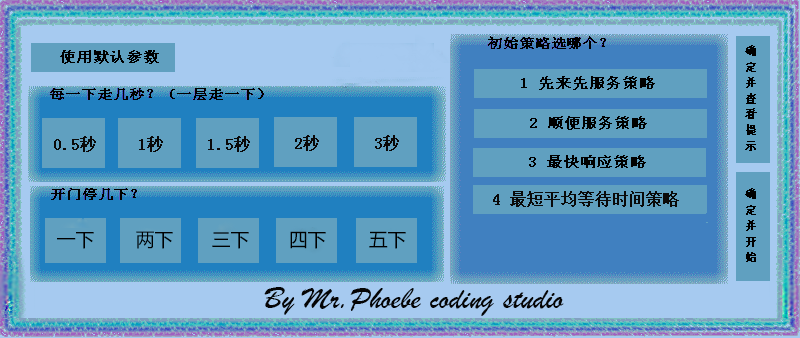 使用默认参数
每一下走几秒？（一层走一下）
0.5秒
1秒
1.5秒
2秒
3秒
开门停几下？
一下
两下
三下
四下
五下
初始策略选哪个？
1 先来先服务策略
2 顺便服务策略
3 最快响应策略
4 最短平均等待时间策略
确定并查看提示
确定并开始
By Mr.Phoebe coding studio